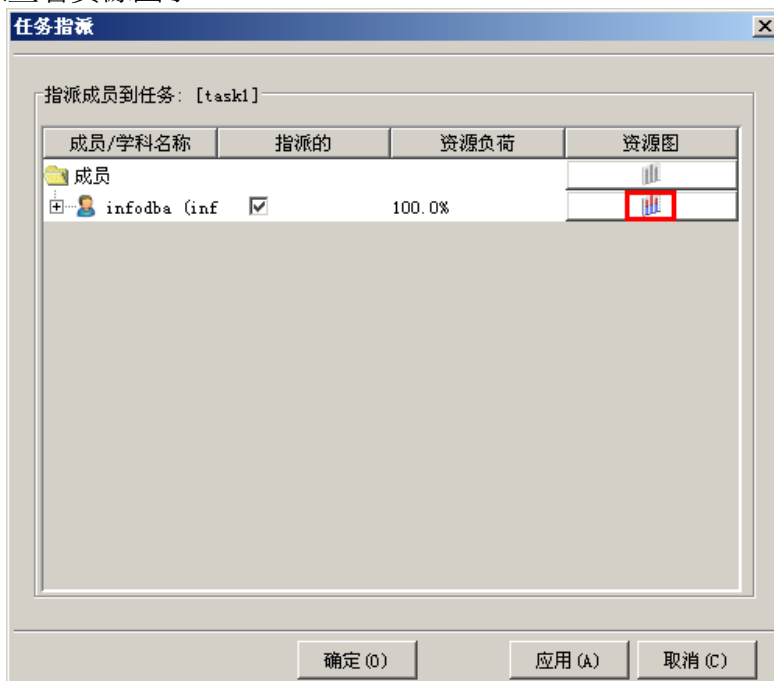 任务指派
指派成员到任务: [task1]
成员/学科名称 指派的 资源负荷 资源图
成员
infodba (inf 100.0%
确定(O) 应用(A) 取消(C)